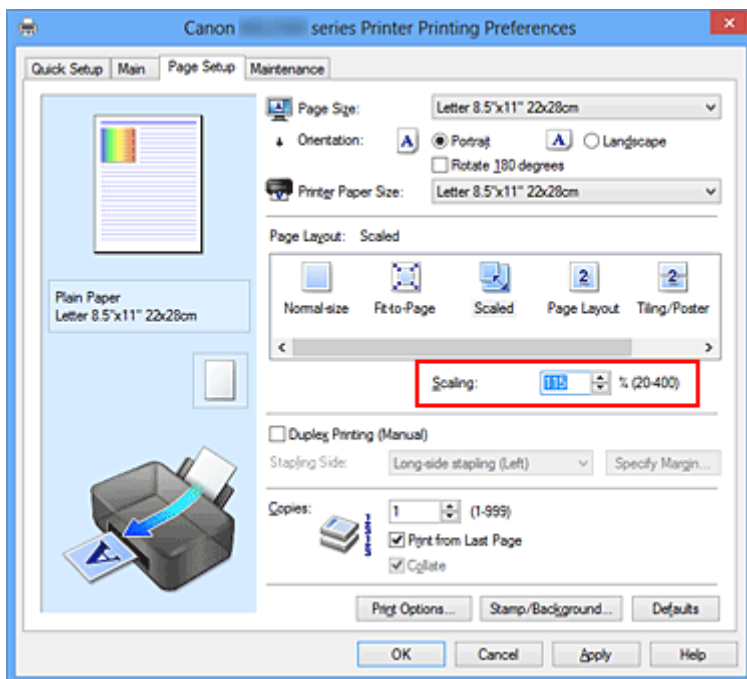 Canon series Printer Printing Preferences
Quick Setup Main Page Setup Maintenance
Page Size: Letter 8.5"x11" 22x28cm
Orientation: A Portrait A Landscape
Rotate 180 degrees
Printer Paper Size: Letter 8.5"x11" 22x28cm
Page Layout: Scaled
Normal-size Fit-to-Page Scaled 2 Page Layout 2 Tiling/Poster
Plain Paper
Letter 8.5"x11" 22x28cm
Scaling: 115 % (20-400)
Duplex Printing (Manual)
Stapling Side: Long-side stapling (Left) Specify Margin...
Copies: 1 (1-999)
Print from Last Page
Collate
A
Print Options... Stamp/Background... Defaults
OK Cancel Apply Help